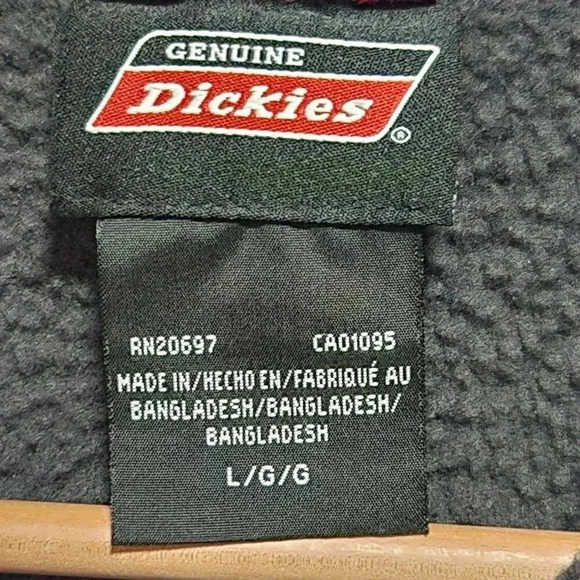 GENUINE
Dickies
®
RN20697 CA01095
MADE IN/HECHO EN/FABRIQUÉ AU
BANGLADESH/BANGLADESH/
BANGLADESH
L/G/G